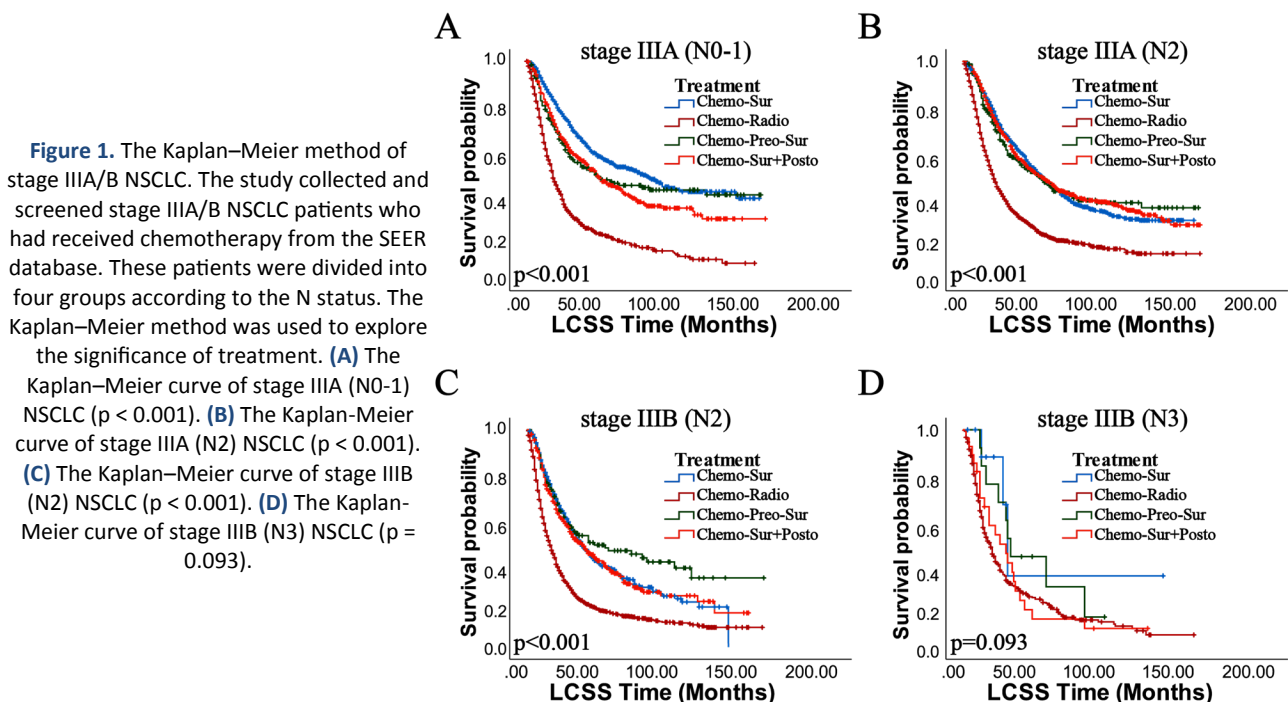 Figure 1. The Kaplan–Meier method of
stage IIIA/B NSCLC. The study collected and
screened stage IIIA/B NSCLC patients who
had received chemotherapy from the SEER
database. These patients were divided into
four groups according to the N status. The
Kaplan–Meier method was used to explore
the significance of treatment. (A) The
Kaplan–Meier curve of stage IIIA (N0-1)
NSCLC (p < 0.001). (B) The Kaplan-Meier
curve of stage IIIA (N2) NSCLC (p < 0.001).
(C) The Kaplan–Meier curve of stage IIIB
(N2) NSCLC (p < 0.001). (D) The Kaplan-
Meier curve of stage IIIB (N3) NSCLC (p =
0.093).
A
stage IIIA (N0-1)
Treatment
Chemo-Sur
Chemo-Radio
Chemo-Preo-Sur
Chemo-Sur+Posto
Survival probability
1.0
0.8
0.6
0.4
0.2
0.0
p<0.001
.00 50.00 100.00 150.00 200.00
LCSS Time (Months)
B
stage IIIA (N2)
Treatment
Chemo-Sur
Chemo-Radio
Chemo-Preo-Sur
Chemo-Sur+Posto
Survival probability
1.0
0.8
0.6
0.4
0.2
0.0
p<0.001
.00 50.00 100.00 150.00 200.00
LCSS Time (Months)
C
stage IIIB (N2)
Treatment
Chemo-Sur
Chemo-Radio
Chemo-Preo-Sur
Chemo-Sur+Posto
Survival probability
1.0
0.8
0.6
0.4
0.2
0.0
p<0.001
.00 50.00 100.00 150.00 200.00
LCSS Time (Months)
D
stage IIIB (N3)
Treatment
Chemo-Sur
Chemo-Radio
Chemo-Preo-Sur
Chemo-Sur+Posto
Survival probability
1.0
0.8
0.6
0.4
0.2
0.0
p=0.093
.00 50.00 100.00 150.00 200.00
LCSS Time (Months)